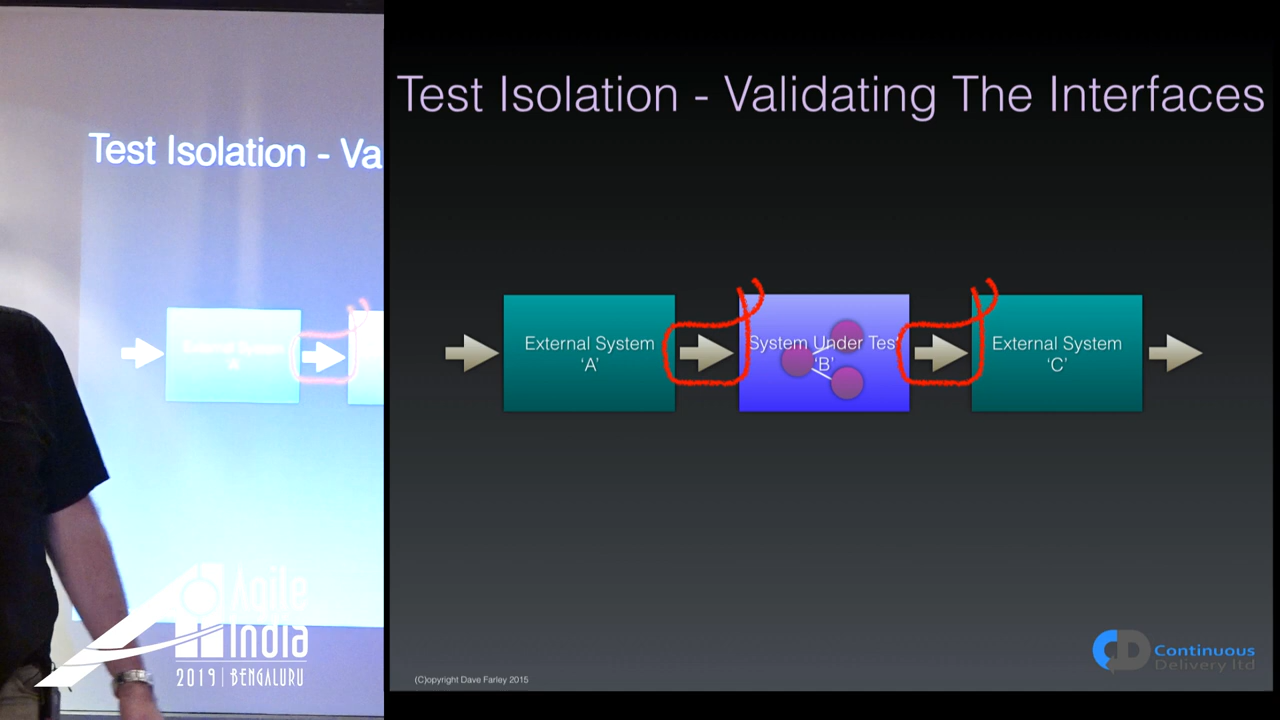 Test Isolation - Va
Agile
India
2019 | BENGALURU
Test Isolation - Validating The Interfaces
External System
‘A’
System Under Test
‘B’
External System
‘C’
(C)opyright Dave Farley 2015
CD
Continuous
Delivery ltd